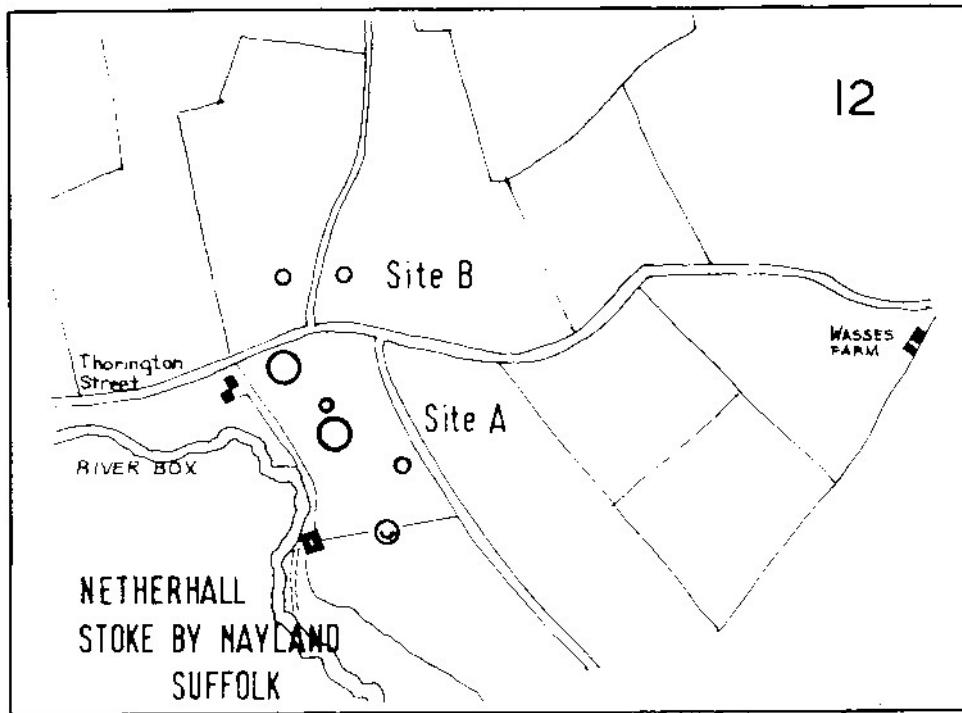 12
Site B
Thorington
Street
WASSES
FARM
Site A
RIVER BOX
NETHERHALL
STOKE BY NAYLAND
SUFFOLK